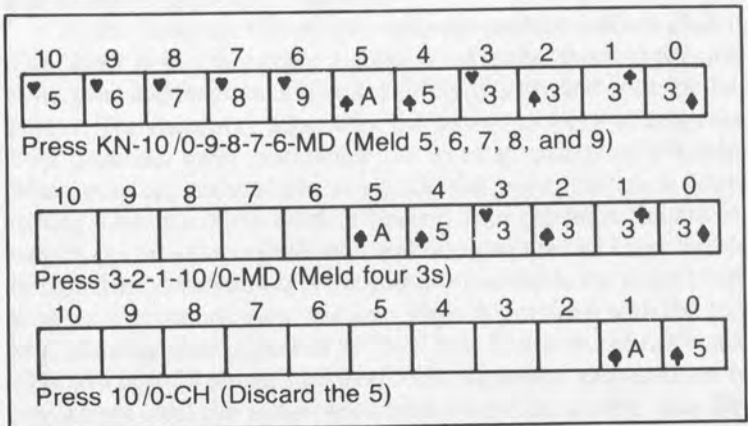 10 9 8 7 6 5 4 3 2 1 0
♥5 ♥6 ♥7 ♥8 ♥9 ♠A ♠5 ♥3 ♠3 3♣ 3♦
Press KN-10/0-9-8-7-6-MD (Meld 5, 6, 7, 8, and 9)
10 9 8 7 6 5 4 3 2 1 0
♠A ♠5 ♥3 ♠3 3♣ 3♦
Press 3-2-1-10/0-MD (Meld four 3s)
10 9 8 7 6 5 4 3 2 1 0
♠A ♠5
Press 10/0-CH (Discard the 5)